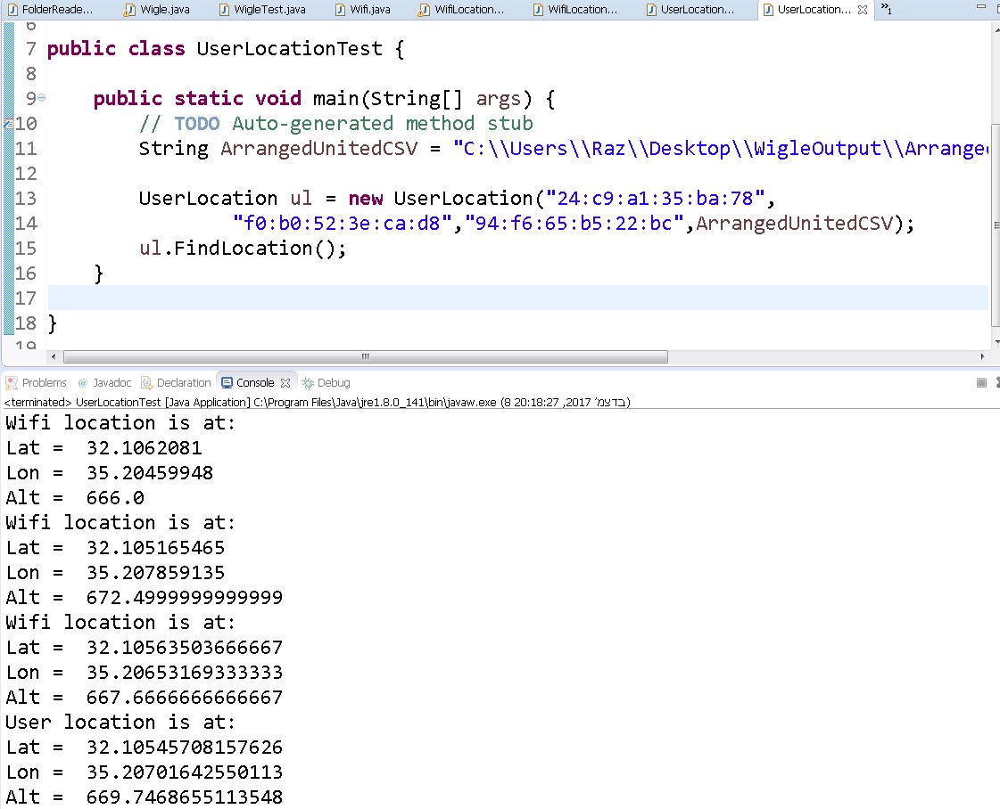 FolderReade... Wigle.java WigleTest.java Wifi.java WifiLocation... WifiLocation... UserLocation... UserLocation... »1
6
7 public class UserLocationTest {
8
9 public static void main(String[] args) {
10 // TODO Auto-generated method stub
11 String ArrangedUnitedCSV = "C:\\Users\\Raz\\Desktop\\WigleOutput\\Arrange
12
13 UserLocation ul = new UserLocation("24:c9:a1:35:ba:78",
14 "f0:b0:52:3e:ca:d8","94:f6:65:b5:22:bc",ArrangedUnitedCSV);
15 ul.FindLocation();
16 }
17
18 }
19
Problems @ Javadoc Declaration Console Debug
<terminated> UserLocationTest [Java Application] C:\Program Files\Java\jre1.8.0_141\bin\javaw.exe (8 בדצמ׳ 2017, 20:18:27)
Wifi location is at:
Lat =  32.1062081
Lon =  35.20459948
Alt =  666.0
Wifi location is at:
Lat =  32.105165465
Lon =  35.207859135
Alt =  672.4999999999999
Wifi location is at:
Lat =  32.10563503666667
Lon =  35.20653169333333
Alt =  667.6666666666667
User location is at:
Lat =  32.10545708157626
Lon =  35.20701642550113
Alt =  669.7468655113548